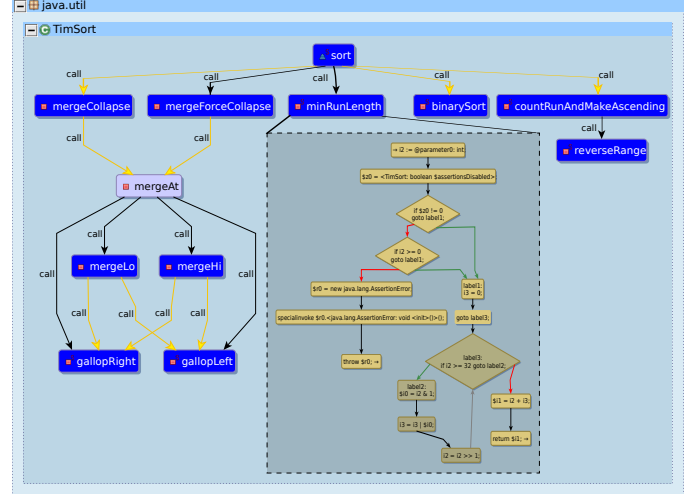 java.util
TimSort
sort
call
call
call
call
call
mergeCollapse
mergeForceCollapse
minRunLength
binarySort
countRunAndMakeAscending
call
call
call
reverseRange
mergeAt
call
call
mergeLo
mergeHi
call
call
call
call
call
call
gallopRight
gallopLeft
→ i2 := @parameter0: int
$z0 = <TimSort: boolean $assertionsDisabled>
if $z0 != 0
goto label1;
if i2 >= 0
goto label1;
$r0 = new java.lang.AssertionError
label1:
i3 = 0;
specialinvoke $r0.<java.lang.AssertionError: void <init>()>();
goto label3;
throw $r0; →
label3:
if i2 >= 32 goto label2;
label2:
$i0 = i2 & 1;
$i1 = i2 + i3;
i3 = i3 | $i0;
return $i1; →
i2 = i2 >> 1;